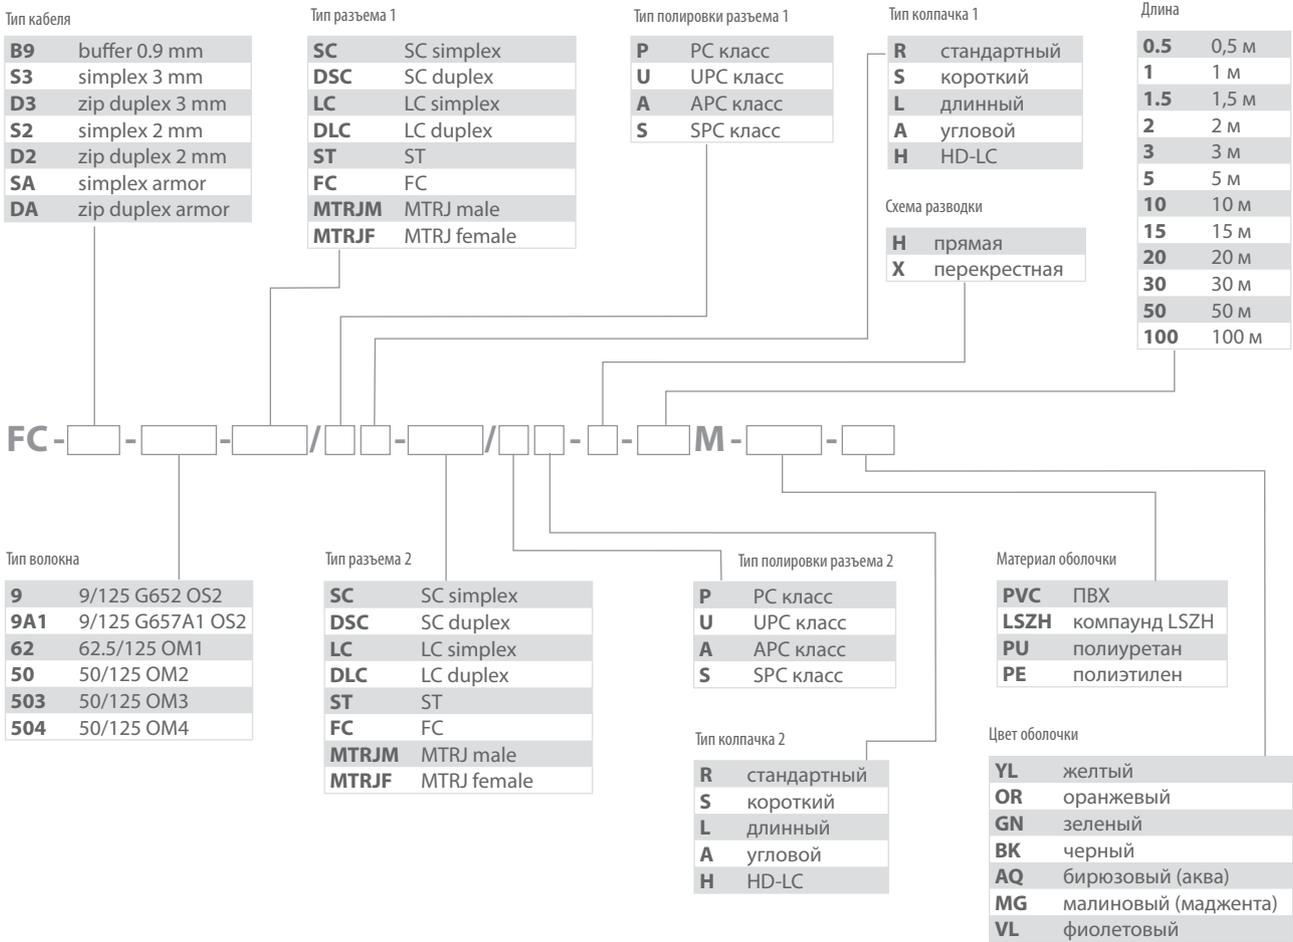 Тип кабеля
B9 buffer 0.9 mm
S3 simplex 3 mm
D3 zip duplex 3 mm
S2 simplex 2 mm
D2 zip duplex 2 mm
SA simplex armor
DA zip duplex armor
Тип разъема 1
SC SC simplex
DSC SC duplex
LC LC simplex
DLC LC duplex
ST ST
FC FC
MTRJM MTRJ male
MTRJF MTRJ female
Тип полировки разъема 1
P PC класс
U UPC класс
A APC класс
S SPC класс
Тип колпачка 1
R стандартный
S короткий
L длинный
A угловой
H HD-LC
Схема разводки
H прямая
X перекрестная
Длина
0.5 0,5 м
1 1 м
1.5 1,5 м
2 2 м
3 3 м
5 5 м
10 10 м
15 15 м
20 20 м
30 30 м
50 50 м
100 100 м
FC - - - / - / - - M - -
Тип волокна
9 9/125 G652 OS2
9A1 9/125 G657A1 OS2
62 62.5/125 OM1
50 50/125 OM2
503 50/125 OM3
504 50/125 OM4
Тип разъема 2
SC SC simplex
DSC SC duplex
LC LC simplex
DLC LC duplex
ST ST
FC FC
MTRJM MTRJ male
MTRJF MTRJ female
Тип полировки разъема 2
P PC класс
U UPC класс
A APC класс
S SPC класс
Тип колпачка 2
R стандартный
S короткий
L длинный
A угловой
H HD-LC
Материал оболочки
PVC ПВХ
LSZH компаунд LSZH
PU полиуретан
PE полиэтилен
Цвет оболочки
YL желтый
OR оранжевый
GN зеленый
BK черный
AQ бирюзовый (аква)
MG малиновый (маджента)
VL фиолетовый